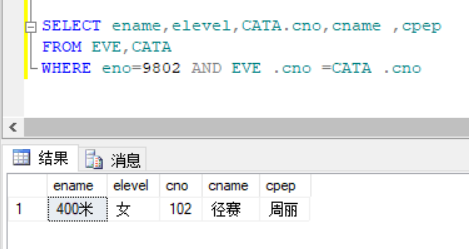 SELECT ename,elevel,CATA.cno,cname ,cpep
FROM EVE,CATA
WHERE eno=9802 AND EVE .cno =CATA .cno
结果 消息
ename elevel cno cname cpep
1 400米 女 102 径赛 周丽